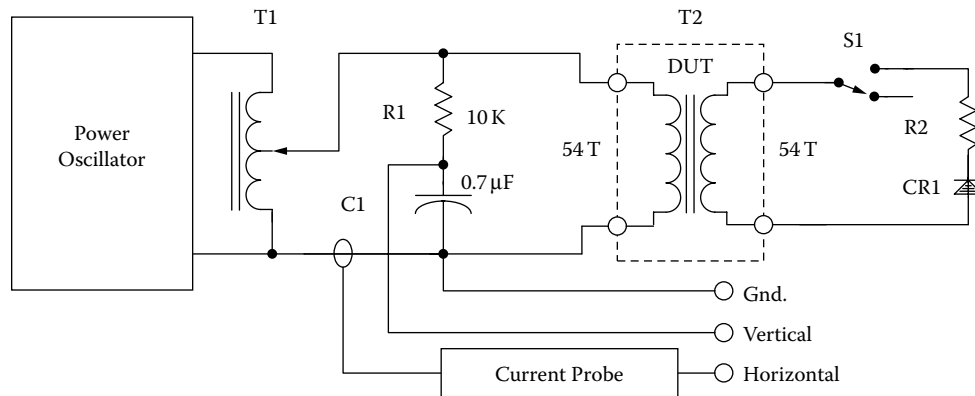 T1
T2
S1
DUT
Power
Oscillator
R1
10 K
54 T
54 T
R2
C1
0.7 µF
CR1
Gnd.
Vertical
Current Probe
Horizontal